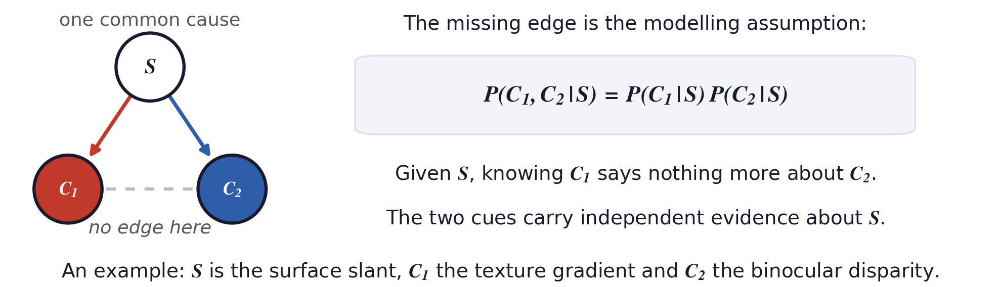 one common cause
S
C₁
C₂
no edge here
The missing edge is the modelling assumption:
P(C₁, C₂ | S) = P(C₁ | S) P(C₂ | S)
Given S, knowing C₁ says nothing more about C₂.
The two cues carry independent evidence about S.
An example: S is the surface slant, C₁ the texture gradient and C₂ the binocular disparity.